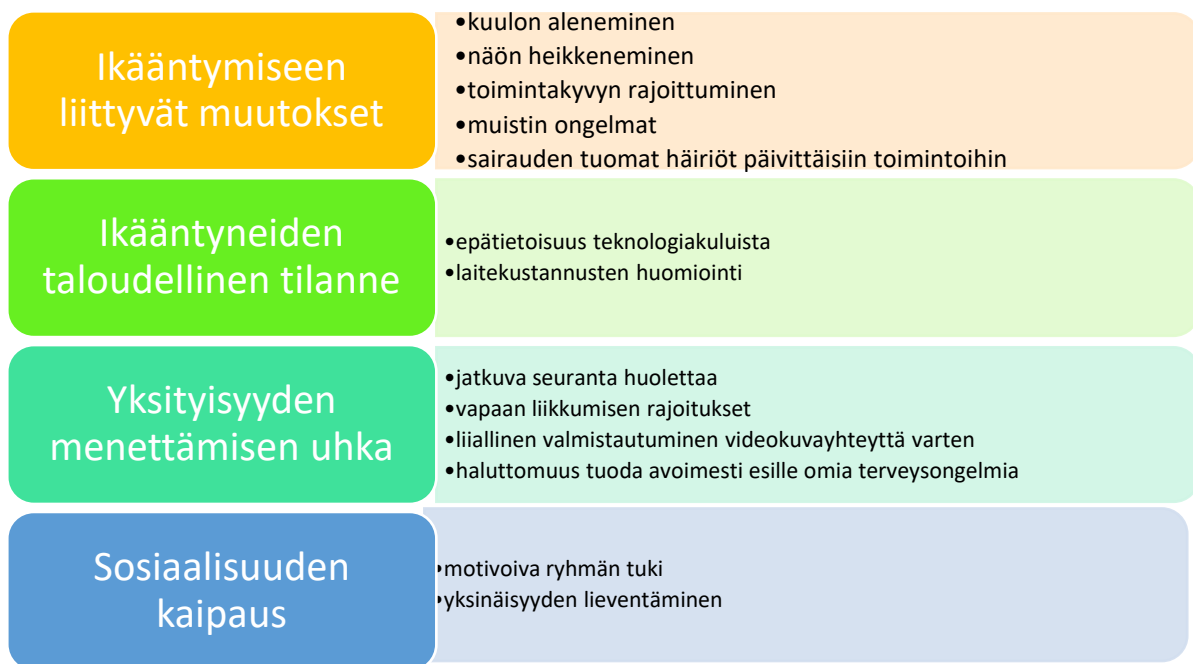 Ikääntymiseen
liittyvät muutokset
•kuulon aleneminen
•näön heikkeneminen
•toimintakyvyn rajoittuminen
•muistin ongelmat
•sairauden tuomat häiriöt päivittäisiin toimintoihin
Ikääntyneiden
taloudellinen tilanne
•epätietoisuus teknologiakuluista
•laitekustannusten huomiointi
Yksityisyyden
menettämisen uhka
•jatkuva seuranta huolettaa
•vapaan liikkumisen rajoitukset
•liiallinen valmistautuminen videokuvayhteyttä varten
•haluttomuus tuoda avoimesti esille omia terveysongelmia
Sosiaalisuuden
kaipaus
•motivoiva ryhmän tuki
•yksinäisyyden lieventäminen